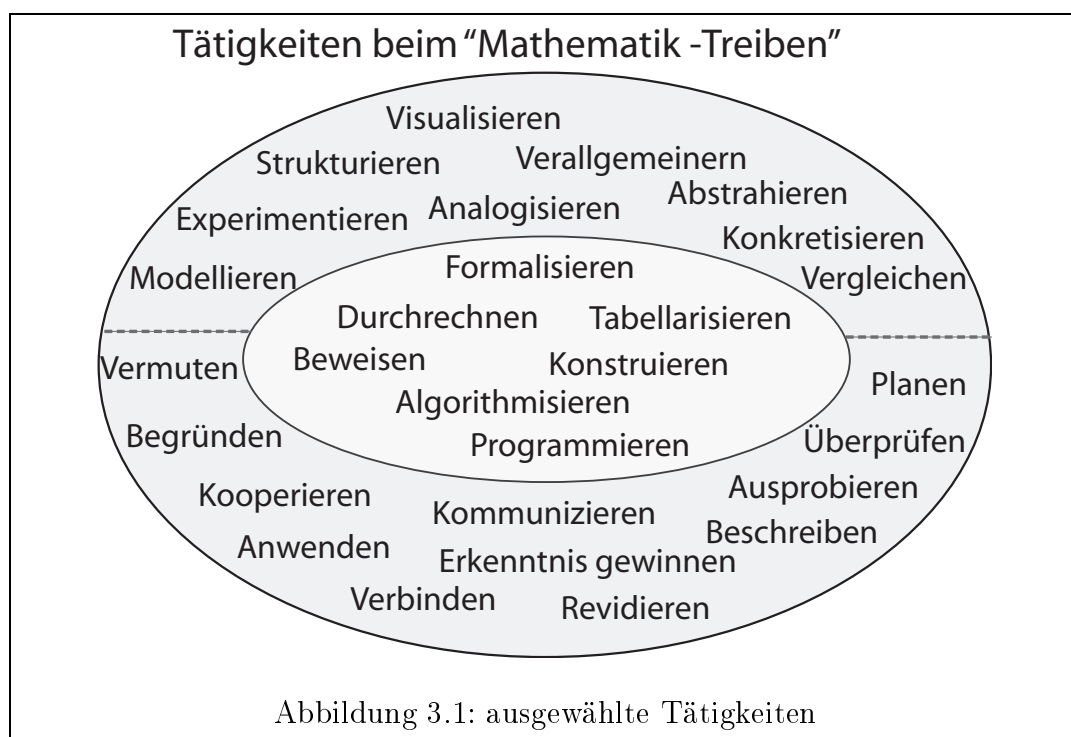 Tätigkeiten beim “Mathematik -Treiben”
Visualisieren
Strukturieren
Verallgemeinern
Abstrahieren
Experimentieren
Analogisieren
Konkretisieren
Modellieren
Formalisieren
Vergleichen
Durchrechnen
Tabellarisieren
Vermuten
Beweisen
Konstruieren
Planen
Algorithmisieren
Begründen
Programmieren
Überprüfen
Kooperieren
Kommunizieren
Ausprobieren
Beschreiben
Anwenden
Erkenntnis gewinnen
Verbinden
Revidieren
Abbildung 3.1: ausgewählte Tätigkeiten